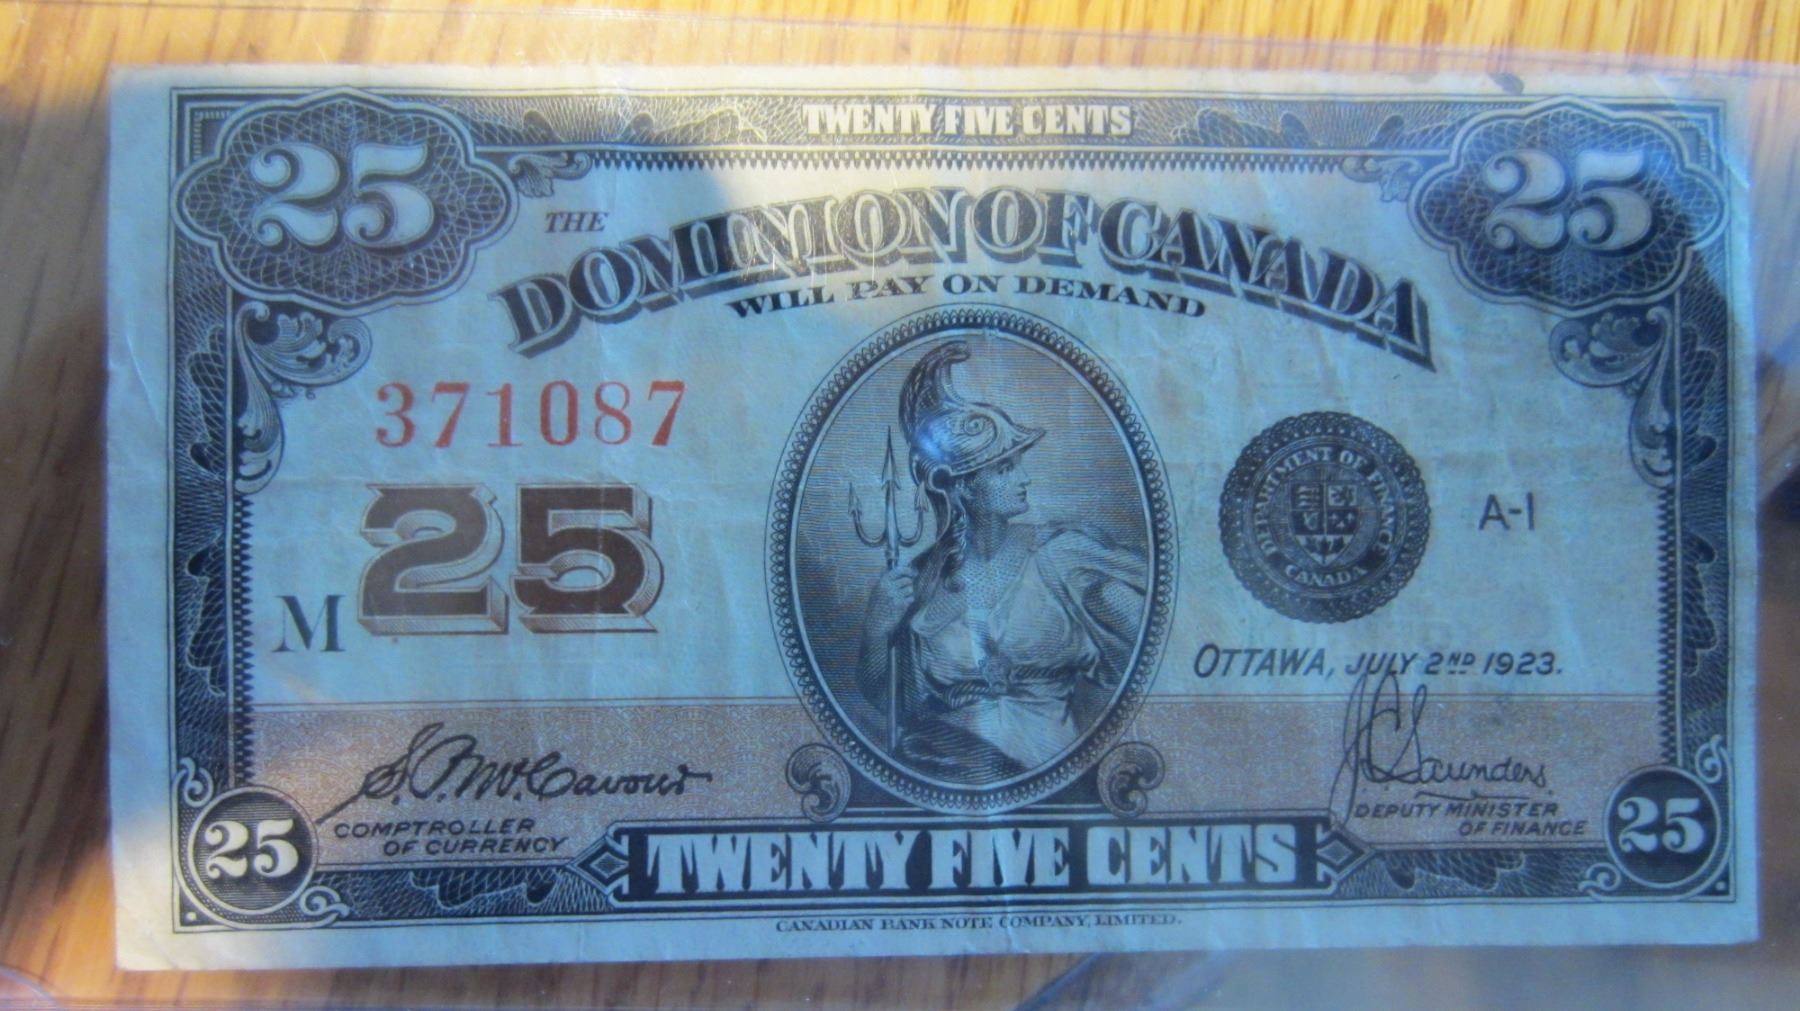 TWENTY FIVE CENTS
25
25
THE
DOMINION OF CANADA
WILL PAY ON DEMAND
371087
M 25
DEPARTMENT OF FINANCE
CANADA
A-1
OTTAWA, JULY 2ND 1923.
Saunders
COMPTROLLER
OF CURRENCY
DEPUTY MINISTER
OF FINANCE
25
TWENTY FIVE CENTS
25
CANADIAN BANK NOTE COMPANY, LIMITED.